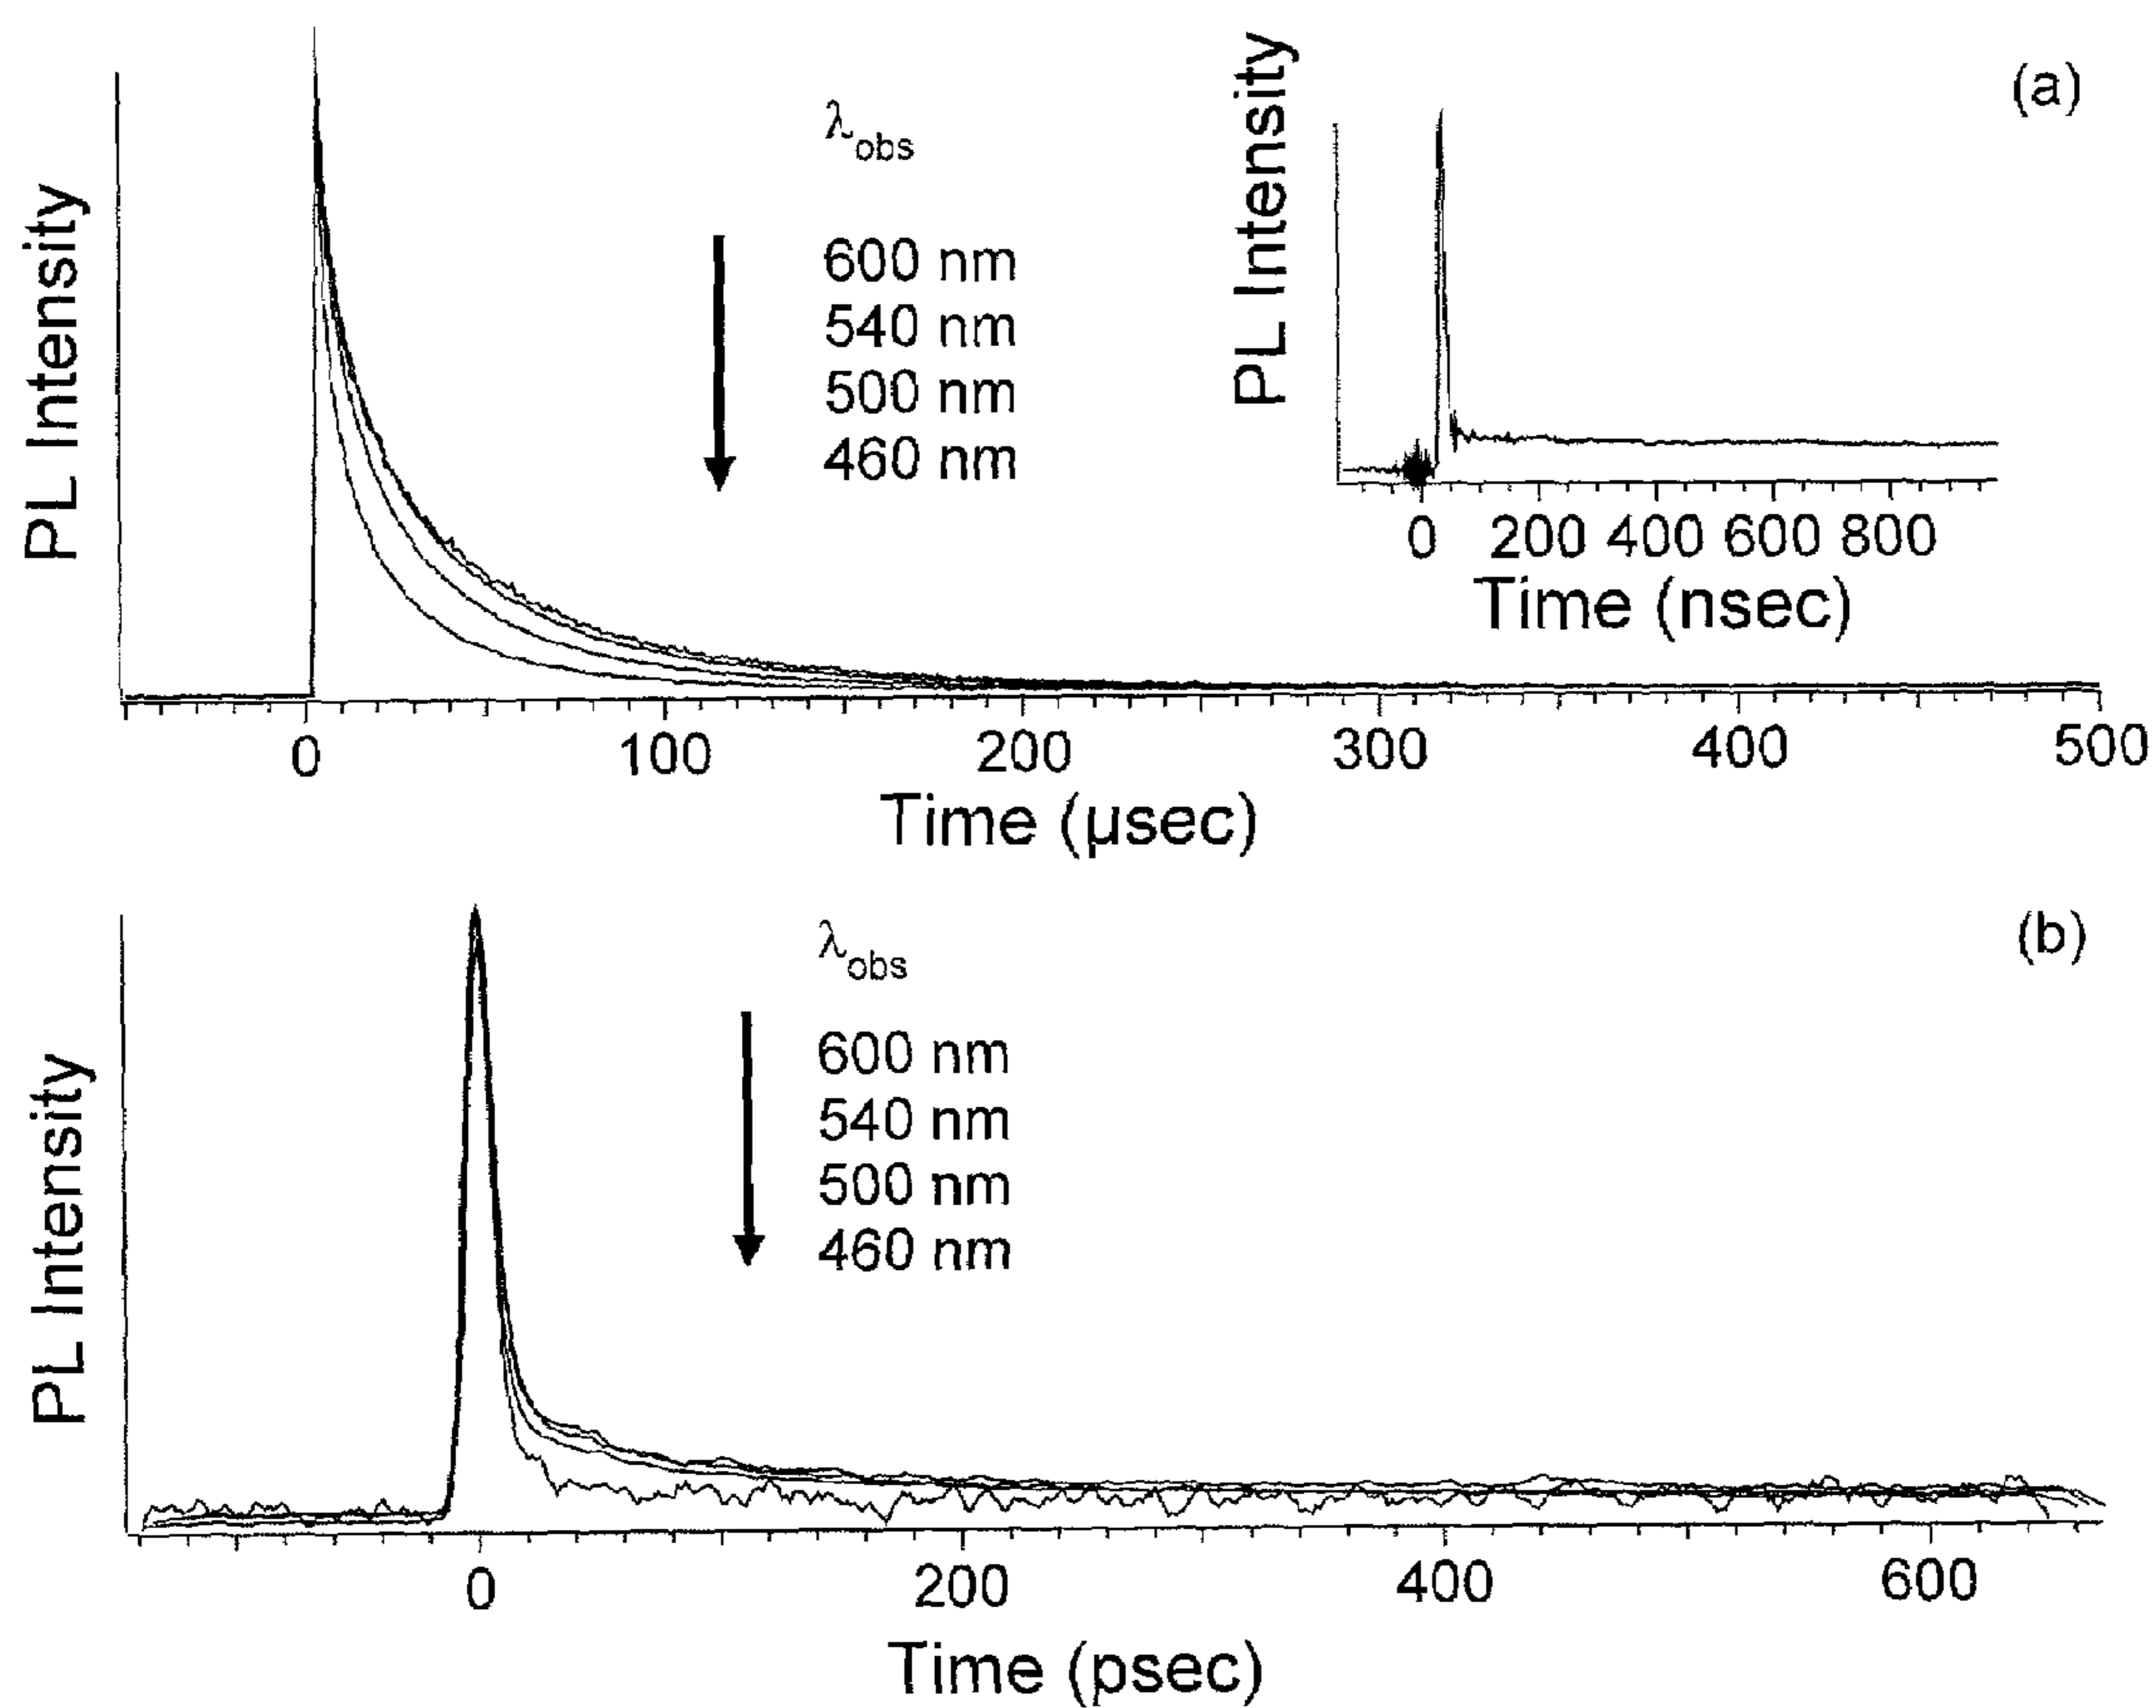 (a)
PL Intensity
λobs
600 nm
540 nm
500 nm
460 nm
0 100 200 300 400 500
Time (µsec)
PL Intensity
0 200 400 600 800
Time (nsec)
(b)
PL Intensity
λobs
600 nm
540 nm
500 nm
460 nm
0 200 400 600
Time (psec)